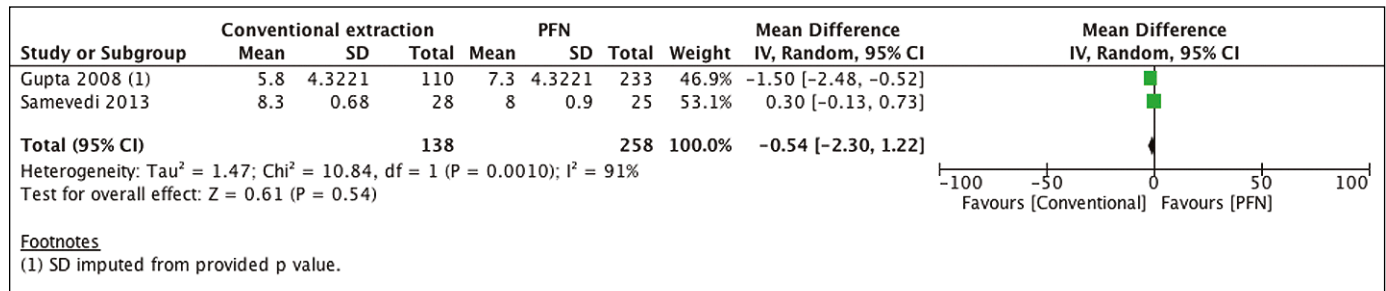 Conventional extraction PFN Mean Difference Mean Difference
Study or Subgroup Mean SD Total Mean SD Total Weight IV, Random, 95% CI IV, Random, 95% CI
Gupta 2008 (1) 5.8 4.3221 110 7.3 4.3221 233 46.9% −1.50 [−2.48, −0.52]
Samevedi 2013 8.3 0.68 28 8 0.9 25 53.1% 0.30 [−0.13, 0.73]
Total (95% CI) 138 258 100.0% −0.54 [−2.30, 1.22]
Heterogeneity: Tau² = 1.47; Chi² = 10.84, df = 1 (P = 0.0010); I² = 91%
Test for overall effect: Z = 0.61 (P = 0.54)
−100 −50 0 50 100
Favours [Conventional] Favours [PFN]
Footnotes
(1) SD imputed from provided p value.